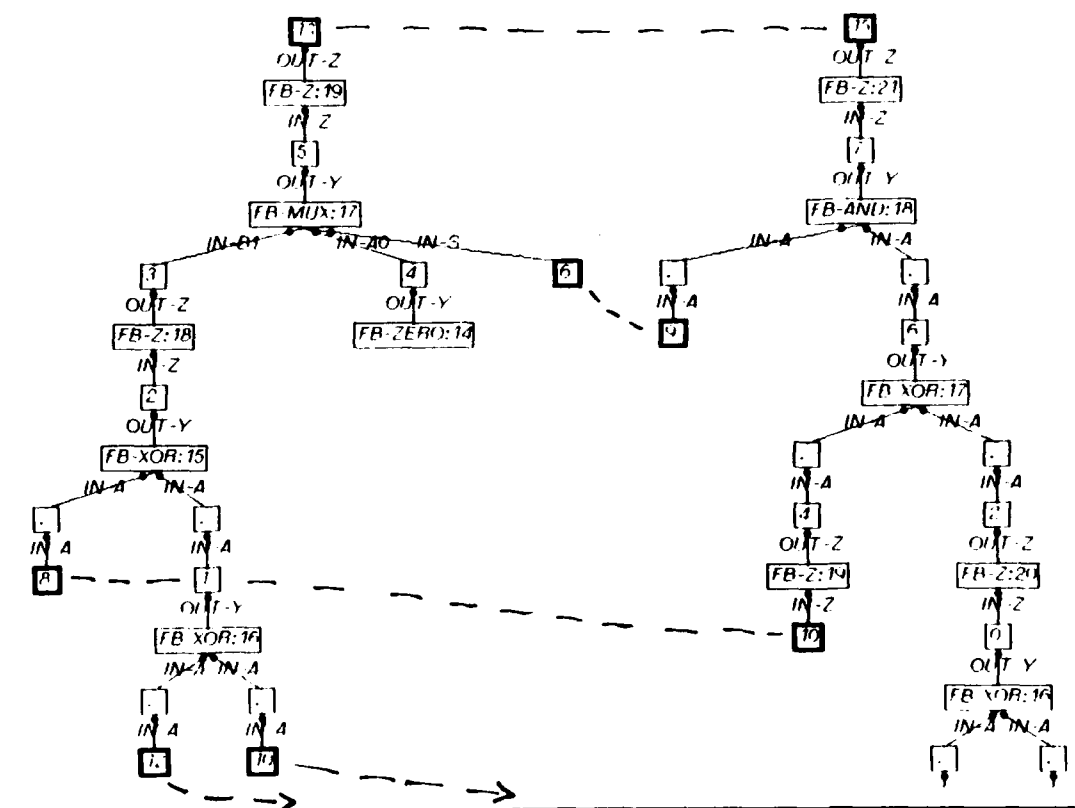 OUT-Z OUT-Z
FB-Z:19 FB-Z:21
IN-Z IN-Z
5 7
OUT-Y OUT-Y
FB-MUX:17 FB-AND:18
IN-A0 IN-S IN-A IN-A
3 4 6
OUT-Z OUT-Y IN-A IN-A
FB-Z:18 FB-ZERO:14 9 6
IN-Z OUT-Y
2 FB-XOR:17
OUT-Y IN-A IN-A
FB-XOR:15
IN-A IN-A IN-A IN-A
4 2
IN-A IN-A OUT-Z OUT-Z
8 1 FB-Z:19 FB-Z:20
OUT-Y IN-Z IN-Z
FB-XOR:16 10 0
IN-A IN-A OUT-Y
FB-XOR:16
IN-A IN-A IN-A IN-A
10